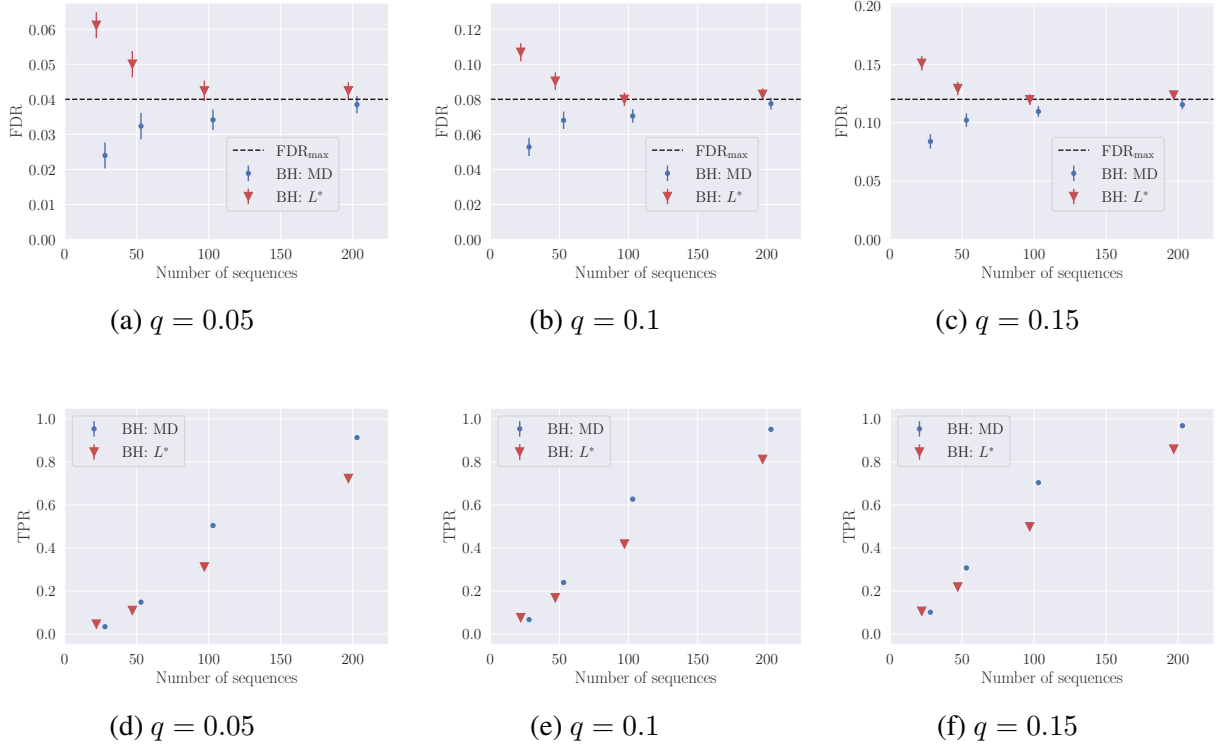 0.06
0.05
0.04
0.03
0.02
0.01
0.00
FDR
FDRmax
BH: MD
BH: L*
0 50 100 150 200
Number of sequences
(a) q = 0.05
0.12
0.10
0.08
0.06
0.04
0.02
0.00
FDR
FDRmax
BH: MD
BH: L*
0 50 100 150 200
Number of sequences
(b) q = 0.1
0.20
0.15
0.10
0.05
0.00
FDR
FDRmax
BH: MD
BH: L*
0 50 100 150 200
Number of sequences
(c) q = 0.15
1.0
0.8
0.6
0.4
0.2
0.0
TPR
BH: MD
BH: L*
0 50 100 150 200
Number of sequences
(d) q = 0.05
1.0
0.8
0.6
0.4
0.2
0.0
TPR
BH: MD
BH: L*
0 50 100 150 200
Number of sequences
(e) q = 0.1
1.0
0.8
0.6
0.4
0.2
0.0
TPR
BH: MD
BH: L*
0 50 100 150 200
Number of sequences
(f) q = 0.15